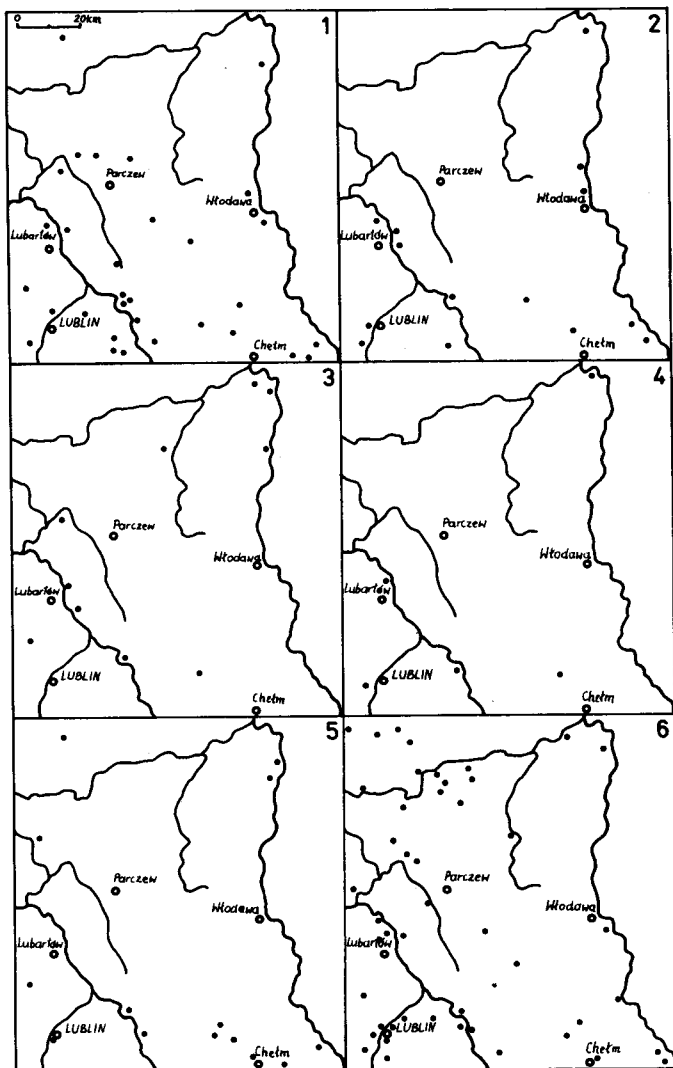 0 20km
1
Parczew
Włodawa
Lubartów
LUBLIN
Chełm
2
Parczew
Włodawa
Lubartów
LUBLIN
Chełm
3
Parczew
Włodawa
Lubartów
LUBLIN
Chełm
4
Parczew
Włodawa
Lubartów
LUBLIN
Chełm
5
Parczew
Włodawa
Lubartów
LUBLIN
Chełm
6
Parczew
Włodawa
Lubartów
LUBLIN
Chełm